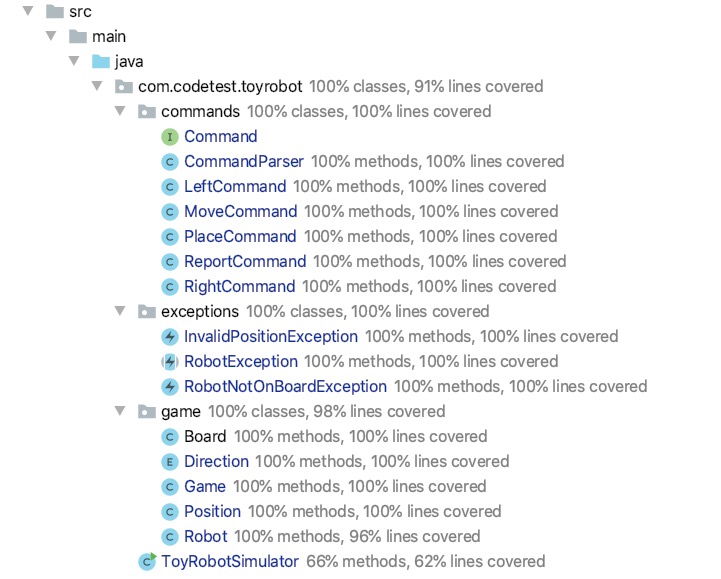 src
main
java
com.codetest.toyrobot 100% classes, 91% lines covered
commands 100% classes, 100% lines covered
I Command
C CommandParser 100% methods, 100% lines covered
C LeftCommand 100% methods, 100% lines covered
C MoveCommand 100% methods, 100% lines covered
C PlaceCommand 100% methods, 100% lines covered
C ReportCommand 100% methods, 100% lines covered
C RightCommand 100% methods, 100% lines covered
exceptions 100% classes, 100% lines covered
InvalidPositionException 100% methods, 100% lines covered
RobotException 100% methods, 100% lines covered
RobotNotOnBoardException 100% methods, 100% lines covered
game 100% classes, 98% lines covered
C Board 100% methods, 100% lines covered
E Direction 100% methods, 100% lines covered
C Game 100% methods, 100% lines covered
C Position 100% methods, 100% lines covered
C Robot 100% methods, 96% lines covered
C ToyRobotSimulator 66% methods, 62% lines covered